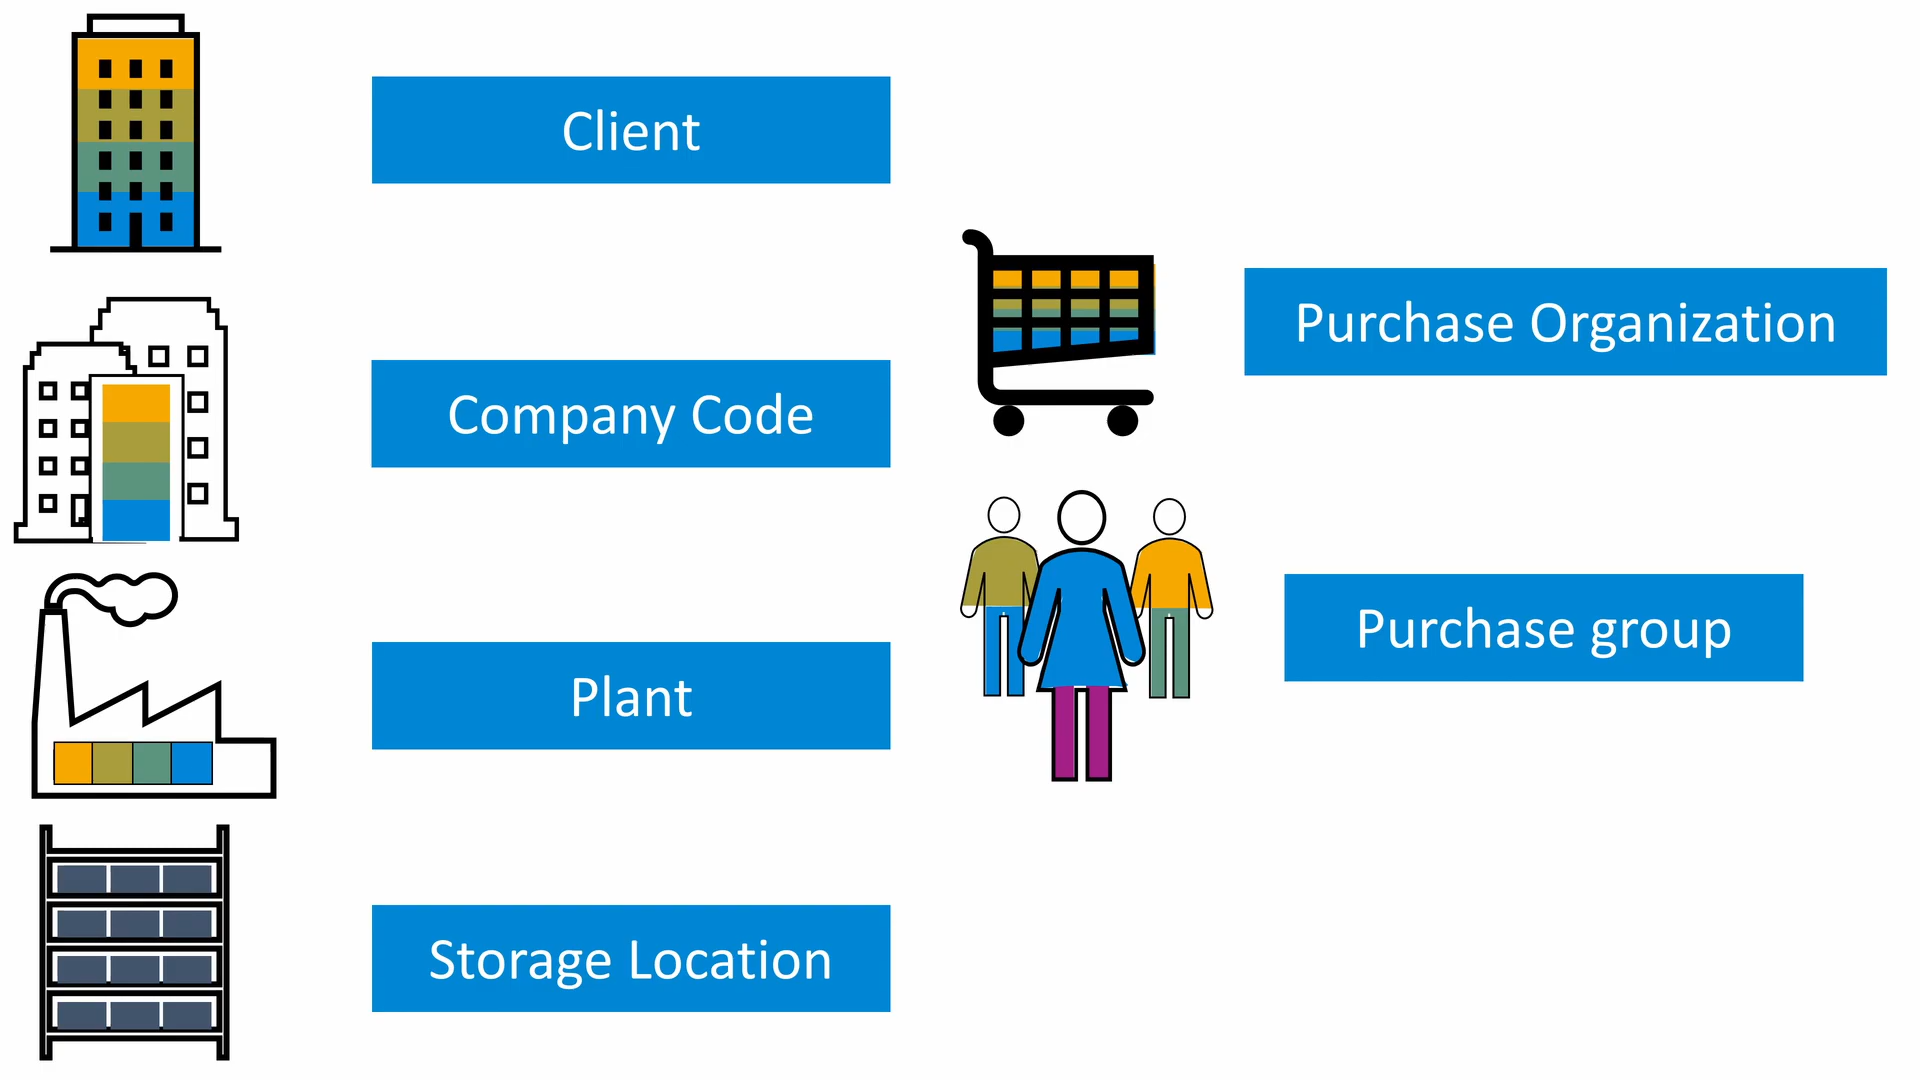 Client
Company Code
Plant
Storage Location
Purchase Organization
Purchase group